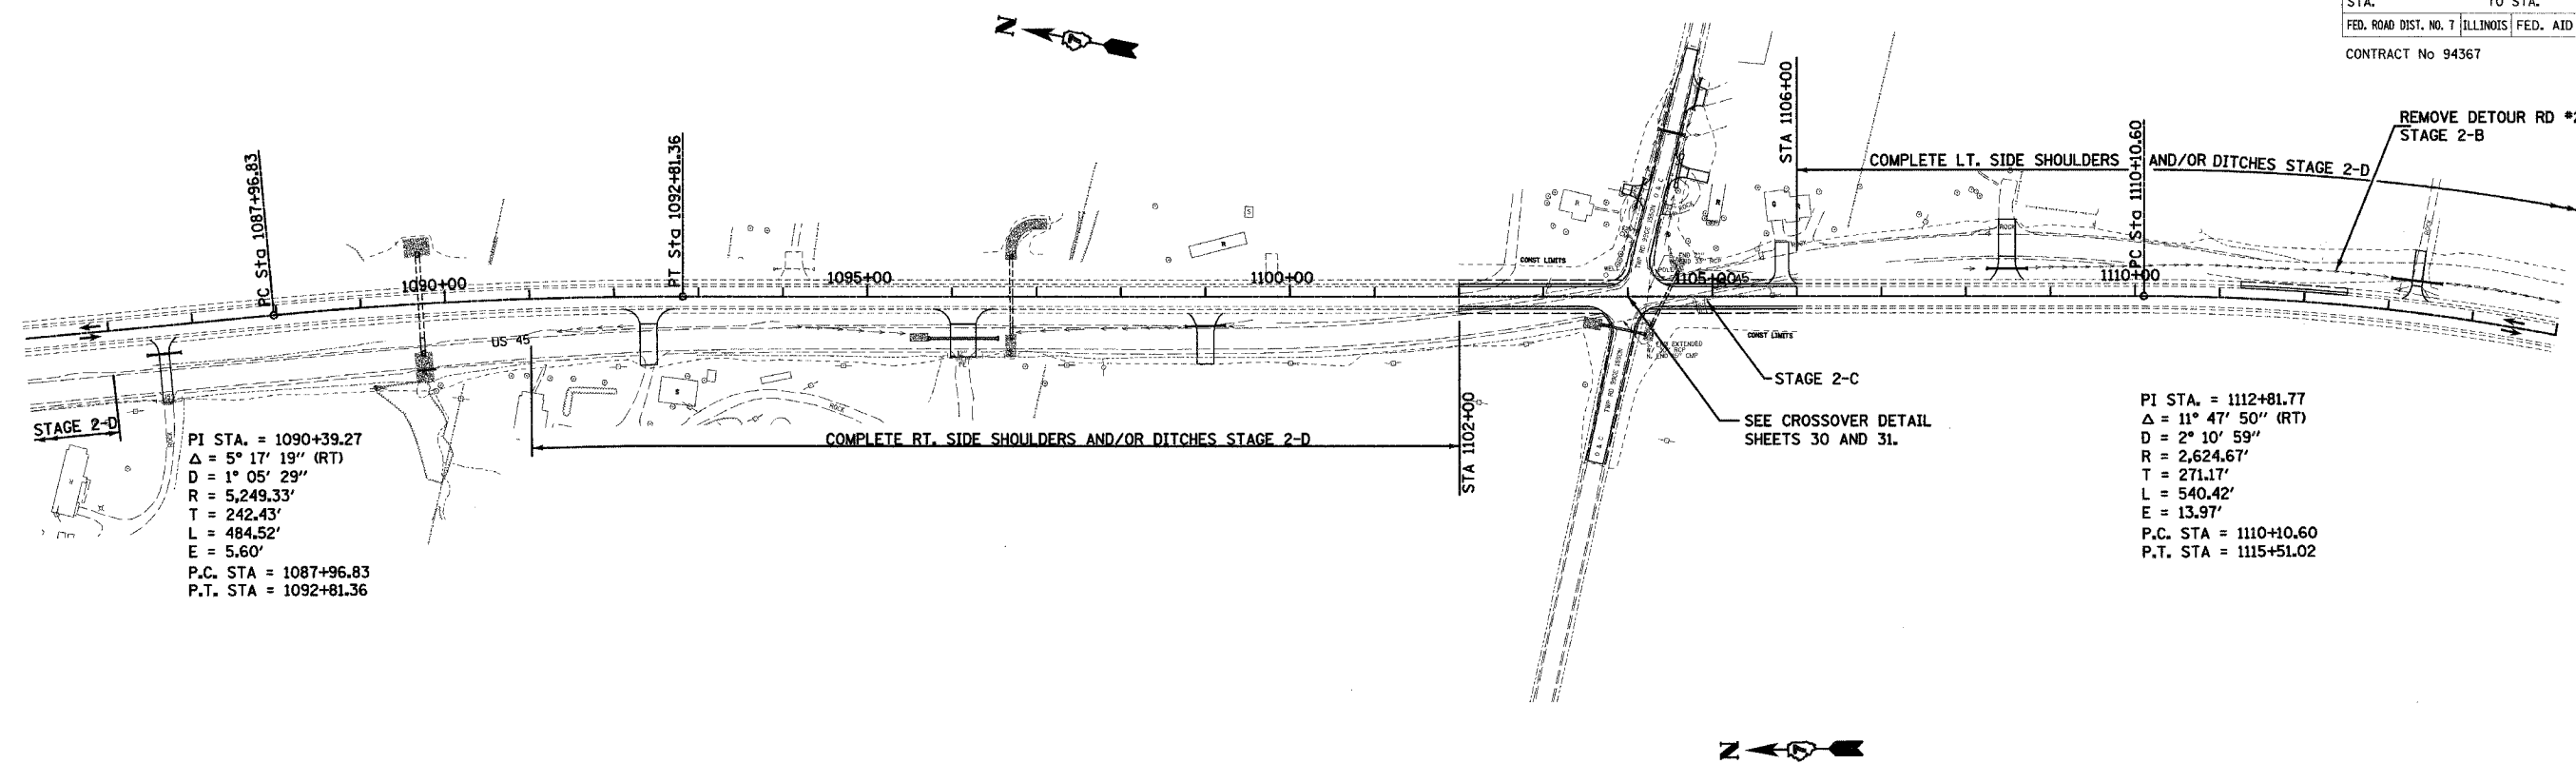 STA. TO STA.
FED. ROAD DIST. NO. 7 ILLINOIS FED. AID
CONTRACT No 94367
N
REMOVE DETOUR RD #2
STAGE 2-B
PC Sta 1087+96.83
PT Sta 1092+81.36
STA 1106+00
PC Sta 1110+10.60
COMPLETE LT. SIDE SHOULDERS AND/OR DITCHES STAGE 2-D
1090+00
1095+00
1100+00
1105+00
1110+00
CONST LIMITS
US 45
ROCK
S
R
PE
CONST LIMITS
STAGE 2-C
SEE CROSSOVER DETAIL
SHEETS 30 AND 31.
STAGE 2-D
COMPLETE RT. SIDE SHOULDERS AND/OR DITCHES STAGE 2-D
STA 1102+00
PI STA. = 1090+39.27
Δ = 5° 17' 19'' (RT)
D = 1° 05' 29''
R = 5,249.33'
T = 242.43'
L = 484.52'
E = 5.60'
P.C. STA = 1087+96.83
P.T. STA = 1092+81.36
PI STA. = 1112+81.77
Δ = 11° 47' 50'' (RT)
D = 2° 10' 59''
R = 2,624.67'
T = 271.17'
L = 540.42'
E = 13.97'
P.C. STA = 1110+10.60
P.T. STA = 1115+51.02
N